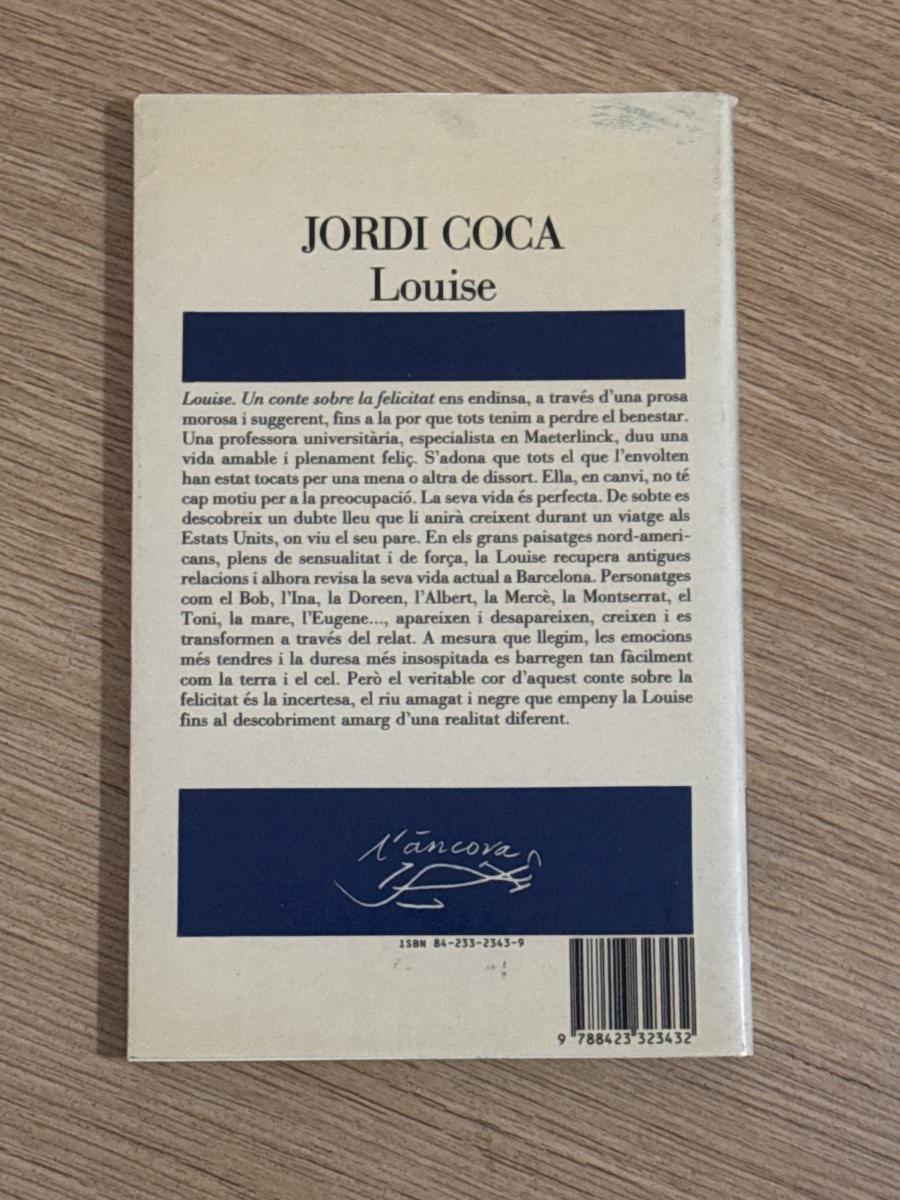 JORDI COCA
Louise
Louise. Un conte sobre la felicitat ens endinsa, a través d'una prosa
morosa i suggerent, fins a la por que tots tenim a perdre el benestar.
Una professora universitària, especialista en Maeterlinck, duu una
vida amable i plenament feliç. S'adona que tots el que l'envolten
han estat tocats per una mena o altra de dissort. Ella, en canvi, no té
cap motiu per a la preocupació. La seva vida és perfecta. De sobte es
descobreix un dubte lleu que li anirà creixent durant un viatge als
Estats Units, on viu el seu pare. En els grans paisatges nord-ameri-
cans, plens de sensualitat i de força, la Louise recupera antigues
relacions i alhora revisa la seva vida actual a Barcelona. Personatges
com el Bob, l'Ina, la Doreen, l'Albert, la Mercè, la Montserrat, el
Toni, la mare, l'Eugene..., apareixen i desapareixen, creixen i es
transformen a través del relat. A mesura que llegim, les emocions
més tendres i la duresa més insospitada es barregen tan fàcilment
com la terra i el cel. Però el veritable cor d'aquest conte sobre la
felicitat és la incertesa, el riu amagat i negre que empeny la Louise
fins al descobriment amarg d'una realitat diferent.
l'āncora
ISBN 84-233-2343-9
9 788423 323432